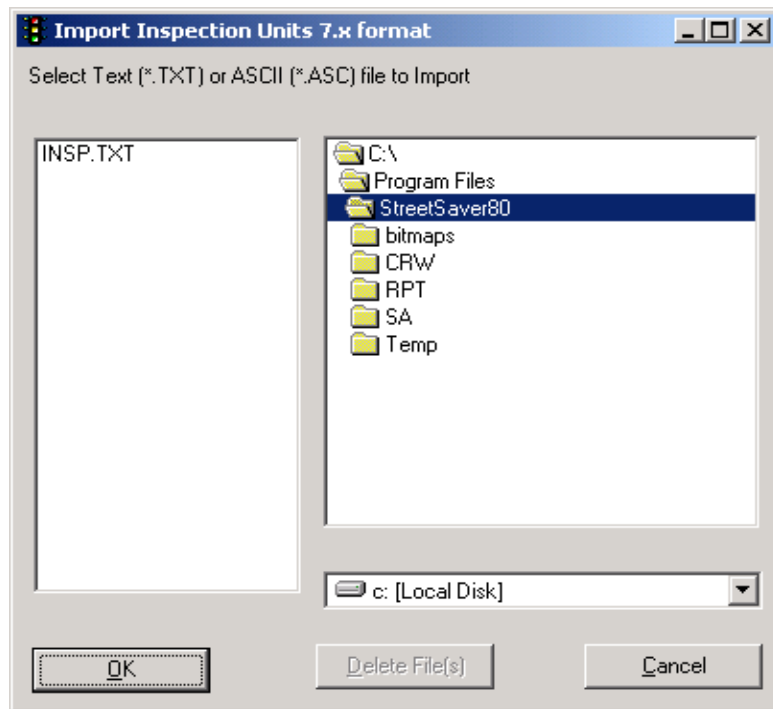 Import Inspection Units 7.x format
Select Text (*.TXT) or ASCII (*.ASC) file to Import
INSP.TXT
C:\
Program Files
StreetSaver80
bitmaps
CRW
RPT
SA
Temp
c: [Local Disk]
OK
Delete File(s)
Cancel